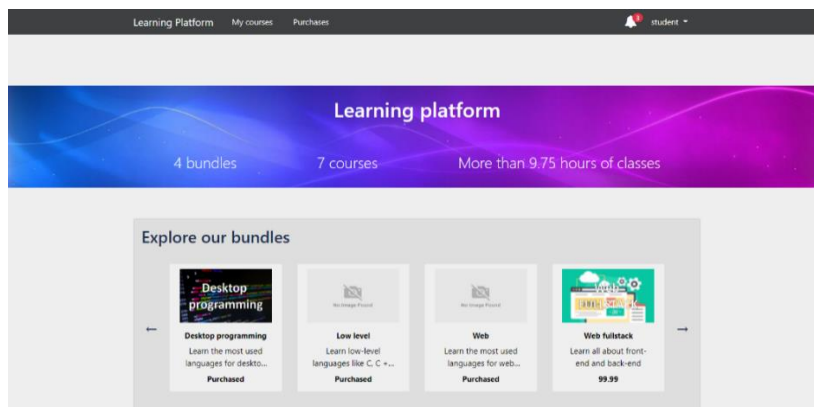 Learning Platform My courses Purchases 3 student
Learning platform
4 bundles 7 courses More than 9.75 hours of classes
Explore our bundles
←
Desktop
programming
Desktop programming
Learn the most used
languages for deskto...
Purchased
No Image Found
Low level
Learn low-level
languages like C, C +...
Purchased
No Image Found
Web
Learn the most used
languages for web...
Purchased
Web
Web fullstack
Learn all about front-
end and back-end
99.99
→